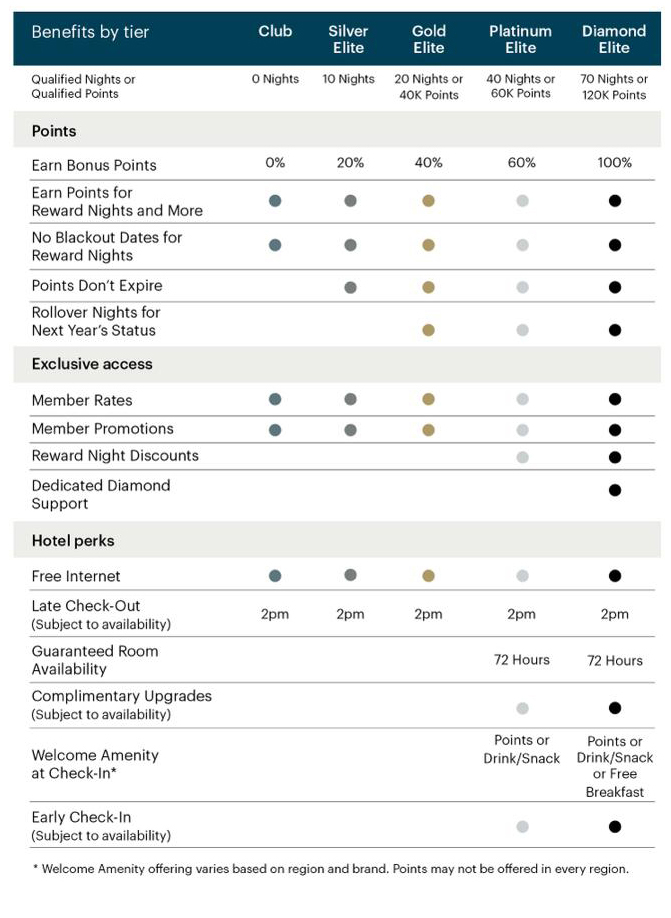 Benefits by tier
Club
Silver
Elite
Gold
Elite
Platinum
Elite
Diamond
Elite
Qualified Nights or
Qualified Points
0 Nights
10 Nights
20 Nights or
40K Points
40 Nights or
60K Points
70 Nights or
120K Points
Points
Earn Bonus Points
0%
20%
40%
60%
100%
Earn Points for
Reward Nights and More
No Blackout Dates for
Reward Nights
Points Don't Expire
Rollover Nights for
Next Year's Status
Exclusive access
Member Rates
Member Promotions
Reward Night Discounts
Dedicated Diamond
Support
Hotel perks
Free Internet
Late Check-Out
(Subject to availability)
2pm
2pm
2pm
2pm
2pm
Guaranteed Room
Availability
72 Hours
72 Hours
Complimentary Upgrades
(Subject to availability)
Welcome Amenity
at Check-In*
Points or
Drink/Snack
Points or
Drink/Snack
or Free
Breakfast
Early Check-In
(Subject to availability)
* Welcome Amenity offering varies based on region and brand. Points may not be offered in every region.